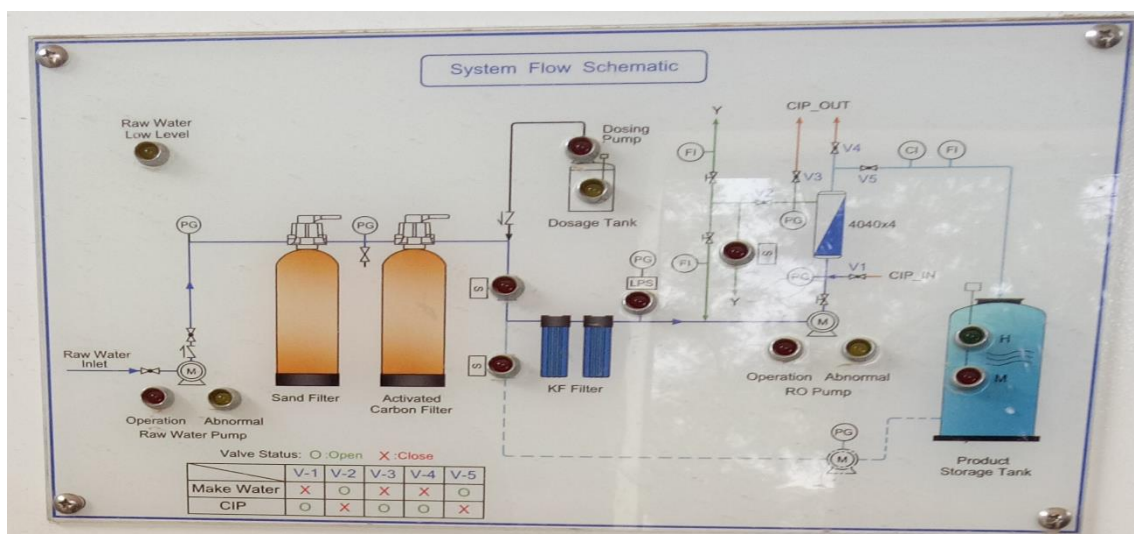 System Flow Schematic
Raw Water
Low Level
PG
PG
Dosing
Pump
Dosage Tank
Y
CIP_OUT
FI
V4
CI
FI
V3
V5
V2
PG
4040x4
S
PG
FI
S
PG
V1
CIP_IN
LPS
Y
S
M
Raw Water
Inlet
M
S
KF Filter
H
M
Sand Filter
Activated
Carbon Filter
Operation
Abnormal
Raw Water Pump
Operation
Abnormal
RO Pump
PG
M
Product
Storage Tank
Valve Status: O :Open X :Close
V-1 V-2 V-3 V-4 V-5
Make Water X O X X O
CIP O X O O X